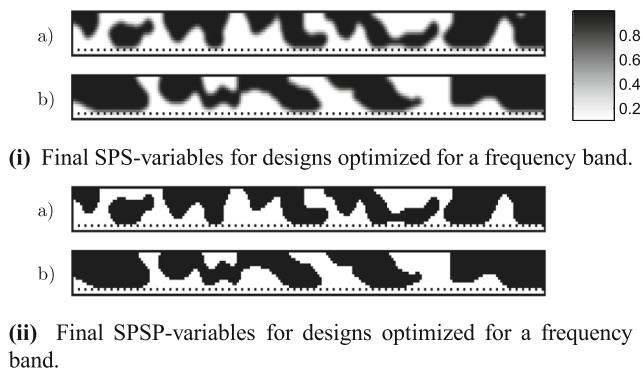 a)
0.8
0.6
b)
0.4
0.2
(i) Final SPS-variables for designs optimized for a frequency band.
a)
b)
(ii) Final SPSP-variables for designs optimized for a frequency
band.